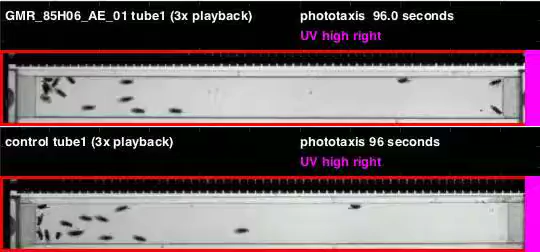 GMR_85H06_AE_01 tube1 (3x playback) phototaxis 96.0 seconds
UV high right
control tube1 (3x playback) phototaxis 96 seconds
UV high right